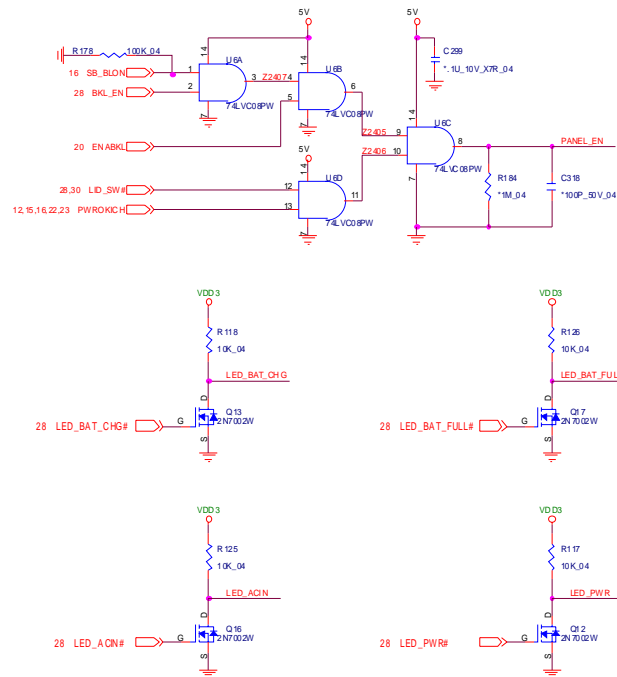 5V 5V
R178 100K_04
C299
*.1U_10V_X7R_04
16 SB_BLON 1 14 U6A 3 Z2407 4 14 U6B 6
28 BKL_EN 2 7 74LVC08PW 5 7 74LVC08PW
14 U6C
Z2405 9 8 PANEL_EN
Z2406 10 74LVC08PW
7
20 ENABKL
5V
28,30 LID_SW# 12 14 U6D 11
12,15,16,22,23 PWROKICH 13 7 74LVC08PW
R184
*1M_04
C318
*100P_50V_04
VDD3
R118
10K_04
LED_BAT_CHG
D
28 LED_BAT_CHG# G Q13
2N7002W
S
VDD3
R126
10K_04
LED_BAT_FUL
D
28 LED_BAT_FULL# G Q17
2N7002W
S
VDD3
R125
10K_04
LED_ACIN
D
28 LED_ACIN# G Q16
2N7002W
S
VDD3
R117
10K_04
LED_PWR
D
28 LED_PWR# G Q12
2N7002W
S